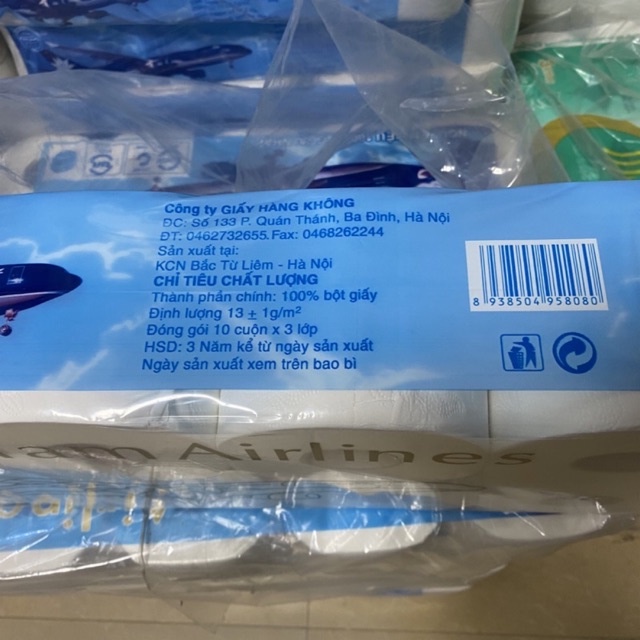 Công ty GIẤY HÀNG KHÔNG
ĐC: Số 133 P. Quán Thánh, Ba Đình, Hà Nội
ĐT: 0462732655. Fax: 0468262244
Sản xuất tại:
KCN Bắc Từ Liêm - Hà Nội
CHỈ TIÊU CHẤT LƯỢNG
Thành phần chính: 100% bột giấy
Định lượng 13 ± 1g/m²
Đóng gói 10 cuộn x 3 lớp
HSD: 3 Năm kể từ ngày sản xuất
Ngày sản xuất xem trên bao bì
8 938504 958080
Airlines